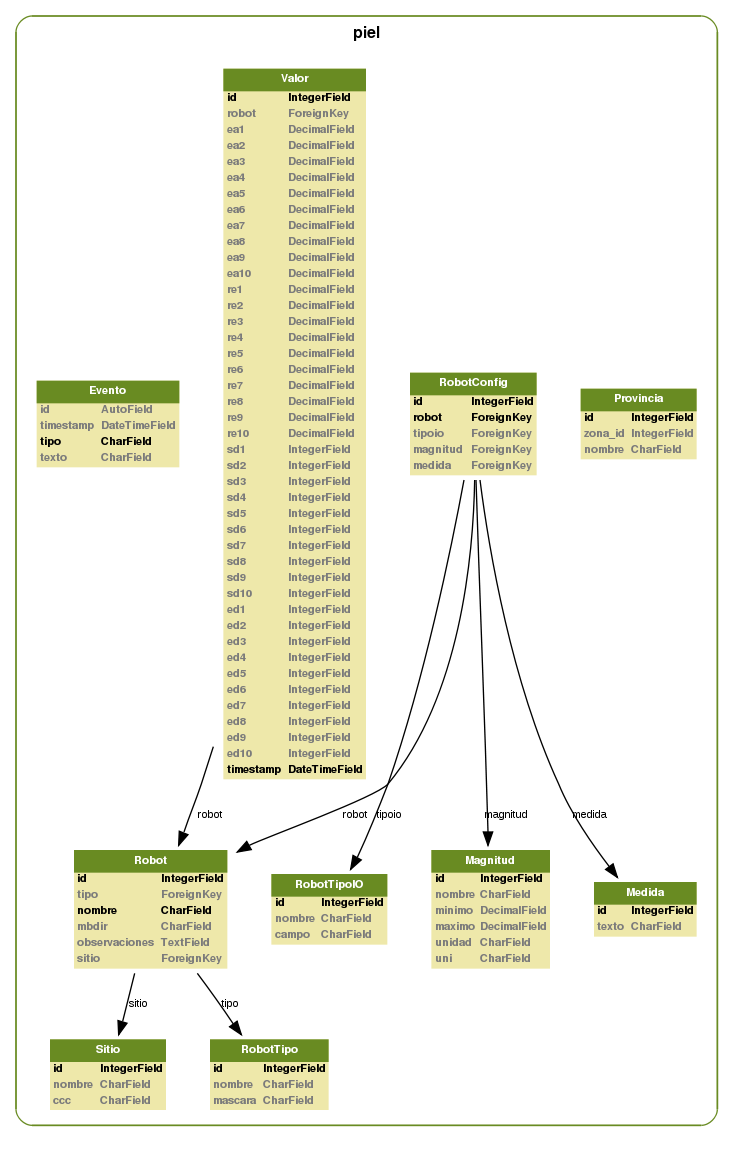 piel
Valor
id IntegerField
robot ForeignKey
ea1 DecimalField
ea2 DecimalField
ea3 DecimalField
ea4 DecimalField
ea5 DecimalField
ea6 DecimalField
ea7 DecimalField
ea8 DecimalField
ea9 DecimalField
ea10 DecimalField
re1 DecimalField
re2 DecimalField
re3 DecimalField
re4 DecimalField
re5 DecimalField
re6 DecimalField
re7 DecimalField
re8 DecimalField
re9 DecimalField
re10 DecimalField
sd1 IntegerField
sd2 IntegerField
sd3 IntegerField
sd4 IntegerField
sd5 IntegerField
sd6 IntegerField
sd7 IntegerField
sd8 IntegerField
sd9 IntegerField
sd10 IntegerField
ed1 IntegerField
ed2 IntegerField
ed3 IntegerField
ed4 IntegerField
ed5 IntegerField
ed6 IntegerField
ed7 IntegerField
ed8 IntegerField
ed9 IntegerField
ed10 IntegerField
timestamp DateTimeField
Evento
id AutoField
timestamp DateTimeField
tipo CharField
texto CharField
RobotConfig
id IntegerField
robot ForeignKey
tipoio ForeignKey
magnitud ForeignKey
medida ForeignKey
Provincia
id IntegerField
zona_id IntegerField
nombre CharField
robot
robot
tipoio
magnitud
medida
Robot
id IntegerField
tipo ForeignKey
nombre CharField
mbdir CharField
observaciones TextField
sitio ForeignKey
RobotTipoIO
id IntegerField
nombre CharField
campo CharField
Magnitud
id IntegerField
nombre CharField
minimo DecimalField
maximo DecimalField
unidad CharField
uni CharField
Medida
id IntegerField
texto CharField
sitio
tipo
Sitio
id IntegerField
nombre CharField
ccc CharField
RobotTipo
id IntegerField
nombre CharField
mascara CharField